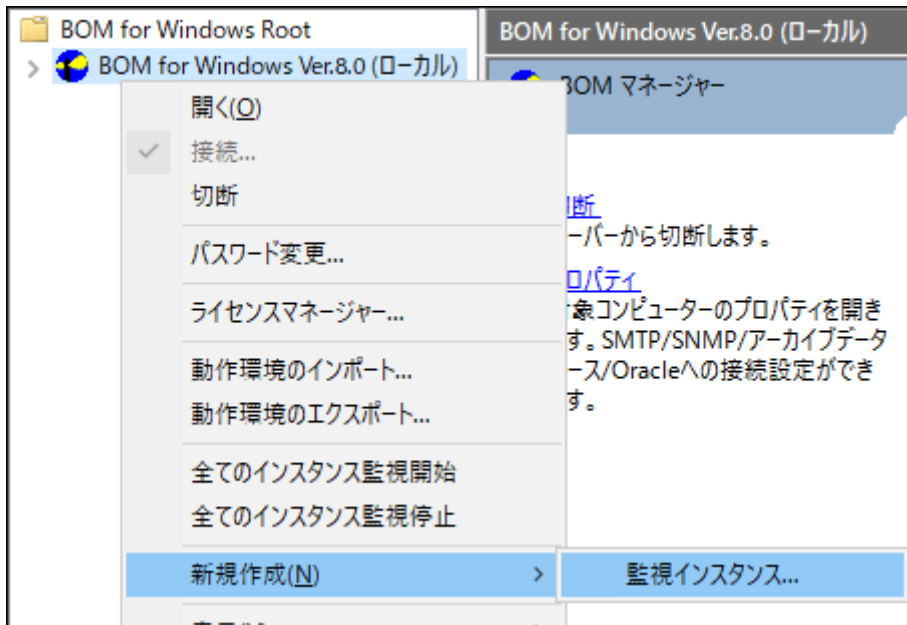 BOM for Windows Root
BOM for Windows Ver.8.0 (ローカル)
開く(O)
接続...
切断
パスワード変更...
ライセンスマネージャー...
動作環境のインポート...
動作環境のエクスポート...
全てのインスタンス監視開始
全てのインスタンス監視停止
新規作成(N)
監視インスタンス...
BOM for Windows Ver.8.0 (ローカル)
BOM マネージャー
断
ーバーから切断します。
ロパティ
象コンピューターのプロパティを開き
す。SMTP/SNMP/アーカイブデータ
ース/Oracleへの接続設定ができ
す。